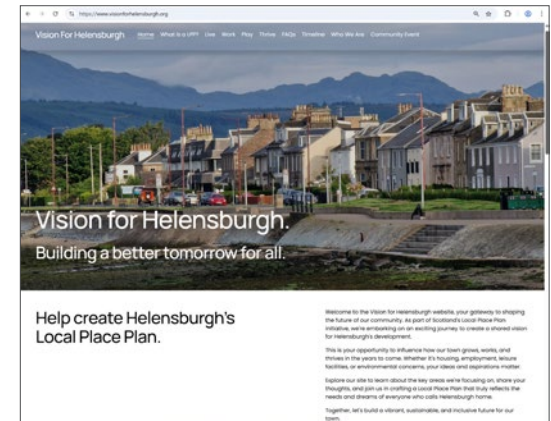 https://www.visionforhelensburgh.org
Vision For Helensburgh Home What is a LPP? Live Work Play Thrive FAQs Timeline Who We Are Community Event
Vision for Helensburgh.
Building a better tomorrow for all.
Help create Helensburgh's
Local Place Plan.
Welcome to the Vision for Helensburgh website, your gateway to shaping
the future of our community. As part of Scotland's Local Place Plan
initiative, we're embarking on an exciting journey to create a shared vision
for Helensburgh's development.
This is your opportunity to influence how our town grows, works, and
thrives in the years to come. Whether it's housing, employment, leisure
facilities, or environmental concerns, your ideas and aspirations matter.
Explore our site to learn about the key areas we're focusing on, share your
thoughts, and join us in crafting a Local Place Plan that truly reflects the
needs and dreams of everyone who calls Helensburgh home.
Together, let's build a vibrant, sustainable, and inclusive future for our
town.